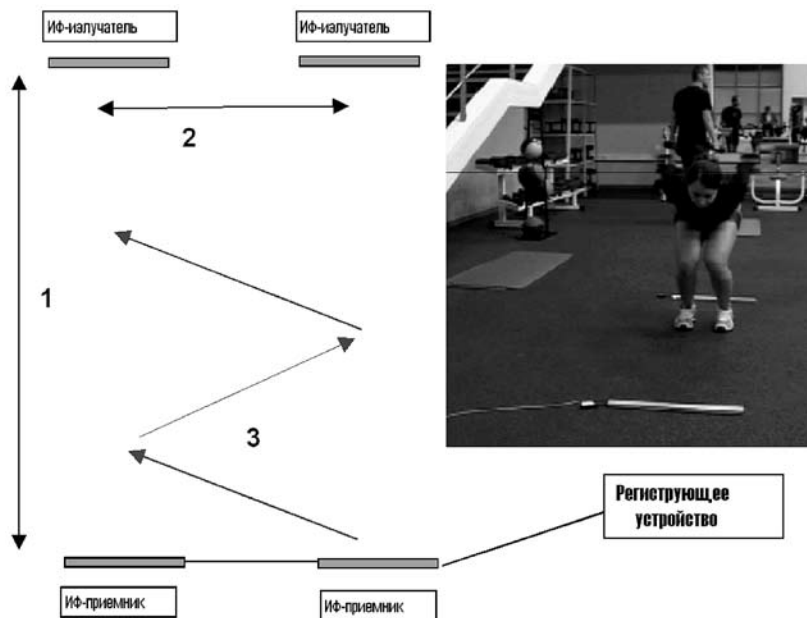 ИФ-излучатель
ИФ-излучатель
2
1
3
Региструющее
устройство
ИФ-приемник
ИФ-приемник